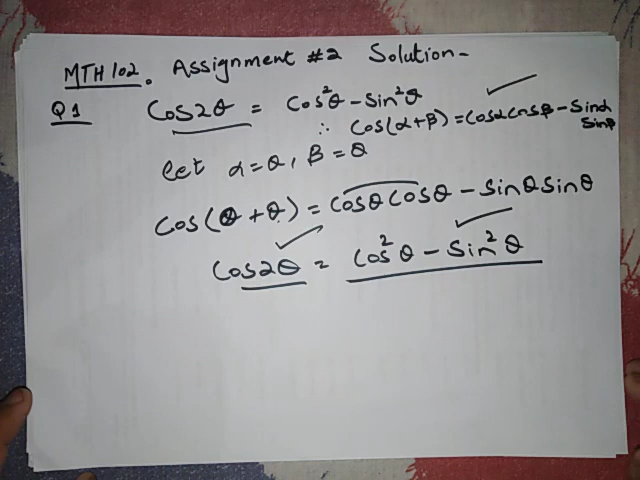 MTH 102. Assignment #2 Solution-
Q1 Cos2θ = Cos²θ - Sin²θ
∴ Cos(α+β) = Cosα Cosβ - Sinα Sinβ
let α = θ, β = θ
Cos(θ + θ) = Cosθ Cosθ - Sinθ Sinθ
Cos2θ = Cos²θ - Sin²θ